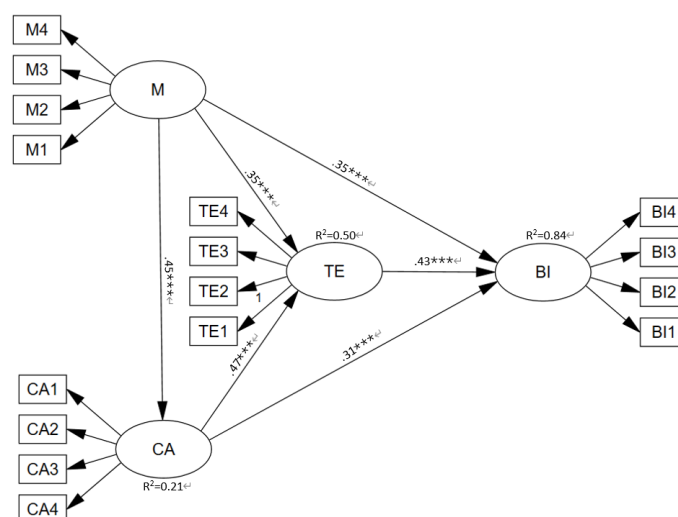 M4
M3
M2
M1
M
.35***
.35***
.45***
TE4
TE3
TE2
TE1
1
R²=0.50
TE
.43***
R²=0.84
BI
BI4
BI3
BI2
BI1
.47***
.31***
CA1
CA2
CA3
CA4
CA
R²=0.21